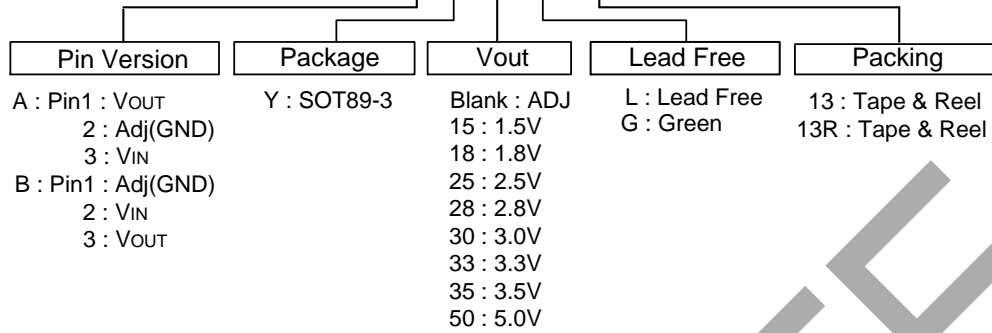 Pin Version
A : Pin1 : VOUT
2 : Adj(GND)
3 : VIN
B : Pin1 : Adj(GND)
2 : VIN
3 : VOUT
Package
Y : SOT89-3
Vout
Blank : ADJ
15 : 1.5V
18 : 1.8V
25 : 2.5V
28 : 2.8V
30 : 3.0V
33 : 3.3V
35 : 3.5V
50 : 5.0V
Lead Free
L : Lead Free
G : Green
Packing
13 : Tape & Reel
13R : Tape & Reel